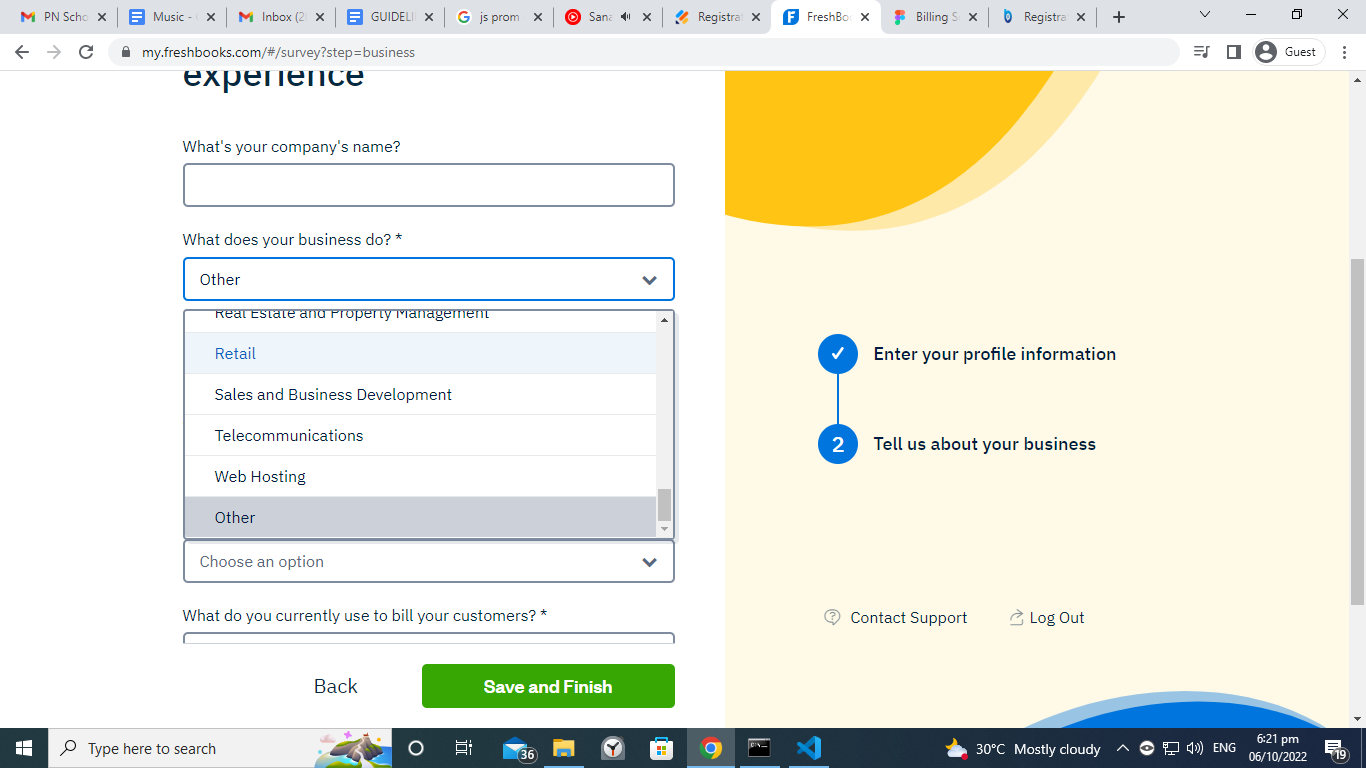 PN Scho
Music -
Inbox (2
GUIDELI
js prom
Sana
Registra
FreshBo
Billing S
Registra
my.freshbooks.com/#/survey?step=business
Guest
experience
What's your company's name?
What does your business do? *
Other
Real Estate and Property Management
Retail
Sales and Business Development
Telecommunications
Web Hosting
Other
Choose an option
What do you currently use to bill your customers? *
Back
Save and Finish
✓ Enter your profile information
2 Tell us about your business
Contact Support
Log Out
Type here to search
36
30°C Mostly cloudy
ENG
6:21 pm
06/10/2022
19